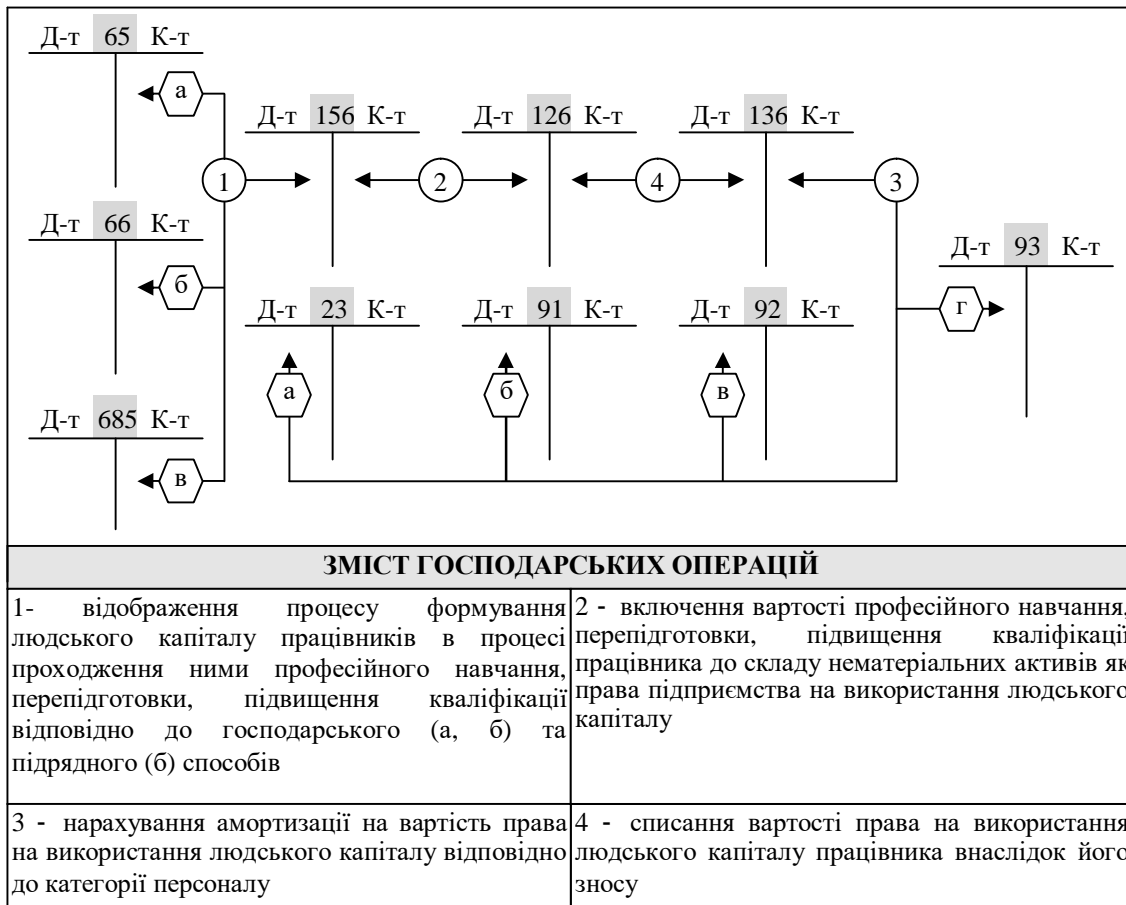 Д-т 65 К-т
а
Д-т 156 К-т
Д-т 126 К-т
Д-т 136 К-т
1
2
4
3
Д-т 66 К-т
б
Д-т 93 К-т
г
Д-т 23 К-т
Д-т 91 К-т
Д-т 92 К-т
а
б
в
Д-т 685 К-т
в
ЗМІСТ ГОСПОДАРСЬКИХ ОПЕРАЦІЙ
1- відображення процесу формування
людського капіталу працівників в процесі
проходження ними професійного навчання,
перепідготовки, підвищення кваліфікації
відповідно до господарського (а, б) та
підрядного (б) способів
2 - включення вартості професійного навчання,
перепідготовки, підвищення кваліфікації
працівника до складу нематеріальних активів як
права підприємства на використання людського
капіталу
3 - нарахування амортизації на вартість права
на використання людського капіталу відповідно
до категорії персоналу
4 - списання вартості права на використання
людського капіталу працівника внаслідок його
зносу